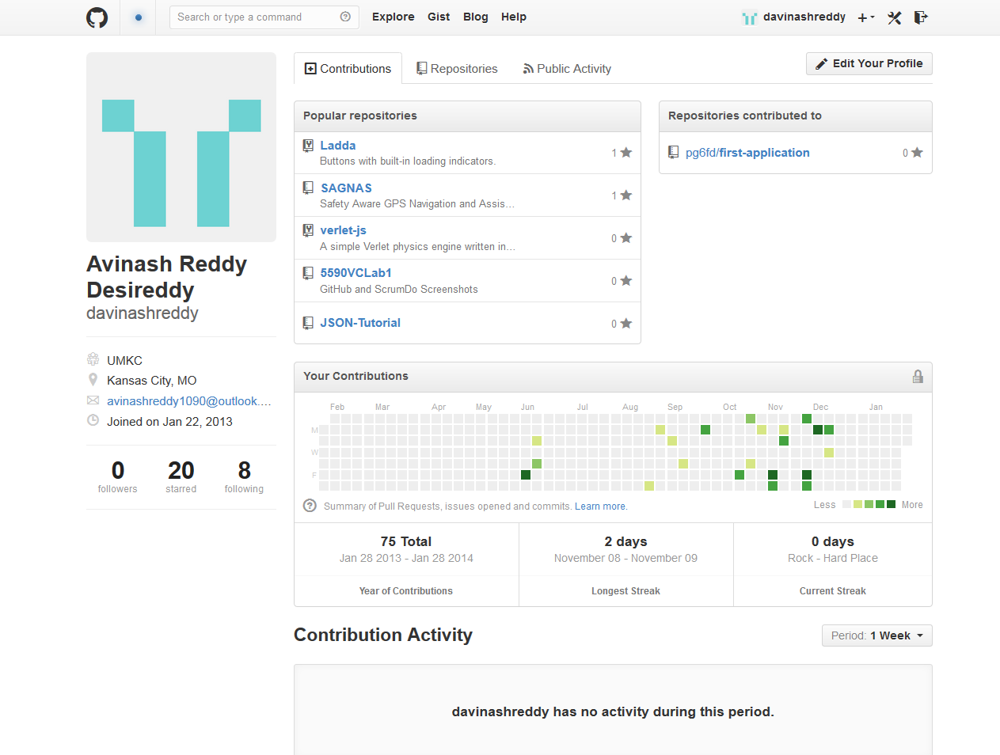 Search or type a command
Explore Gist Blog Help
davinashreddy
Contributions
Repositories
Public Activity
Edit Your Profile
Avinash Reddy
Desireddy
davinashreddy
UMKC
Kansas City, MO
avinashreddy1090@outlook....
Joined on Jan 22, 2013
0 20 8
followers starred following
Popular repositories
Ladda
Buttons with built-in loading indicators.
1
SAGNAS
Safety Aware GPS Navigation and Assis...
1
verlet-js
A simple Verlet physics engine written in...
0
5590VCLab1
GitHub and ScrumDo Screenshots
0
JSON-Tutorial
0
Repositories contributed to
pg6fd/first-application
0
Your Contributions
Feb Mar Apr May Jun Jul Aug Sep Oct Nov Dec Jan
M
W
F
Summary of Pull Requests, issues opened and commits. Learn more.
Less More
75 Total
Jan 28 2013 - Jan 28 2014
Year of Contributions
2 days
November 08 - November 09
Longest Streak
0 days
Rock - Hard Place
Current Streak
Contribution Activity
Period: 1 Week
davinashreddy has no activity during this period.